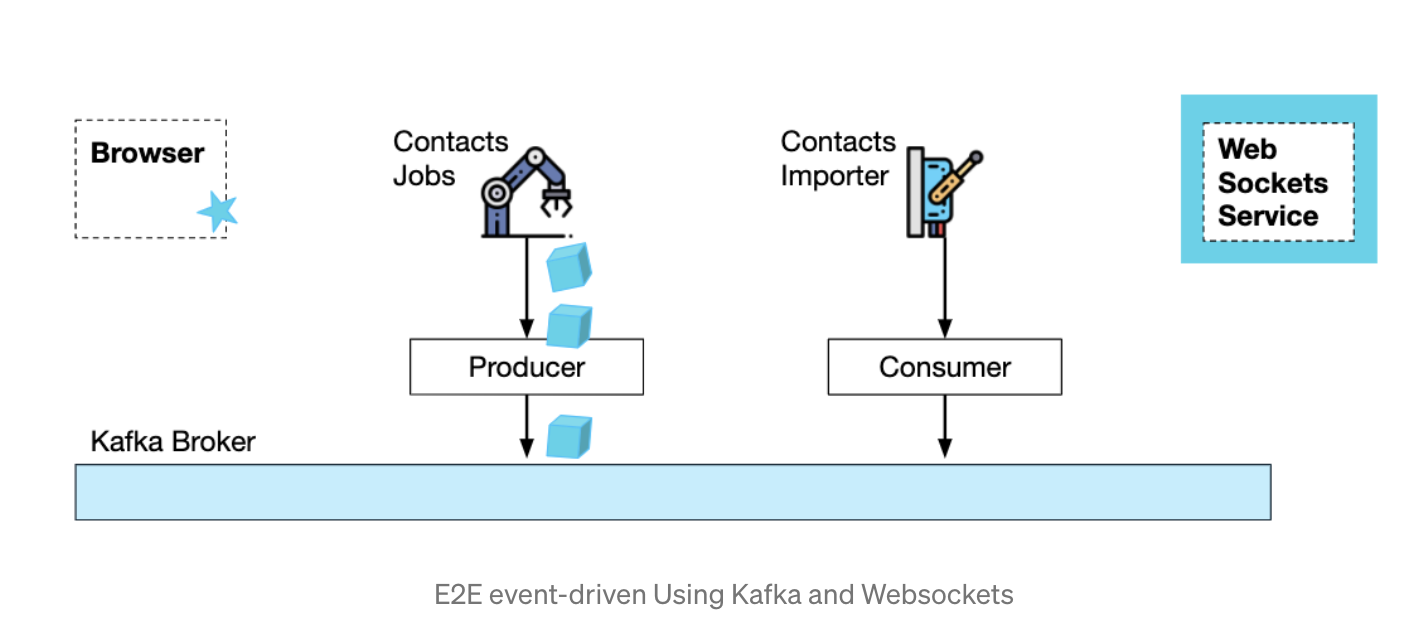 Browser
Contacts
Jobs
Contacts
Importer
Web
Sockets
Service
Producer
Consumer
Kafka Broker
E2E event-driven Using Kafka and Websockets